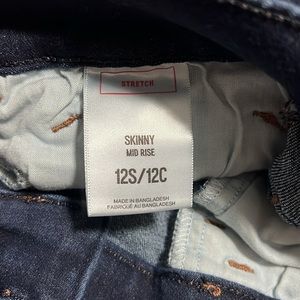 STRETCH
SKINNY
MID RISE
12S/12C
MADE IN BANGLADESH
FABRIQUÉ AU BANGLADESH